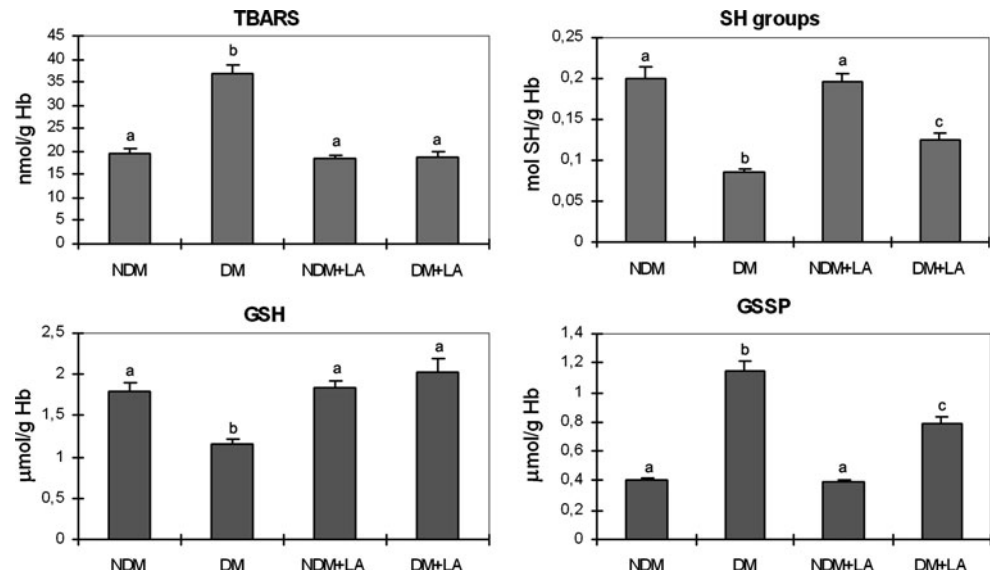 TBARS
45
40
35
30
25
20
15
10
5
0
nmol/g Hb
a
b
a
a
NDM DM NDM+LA DM+LA
SH groups
0,25
0,2
0,15
0,1
0,05
0
mol SH/g Hb
a
b
a
c
NDM DM NDM+LA DM+LA
GSH
2,5
2
1,5
1
0,5
0
μmol/g Hb
a
b
a
a
NDM DM NDM+LA DM+LA
GSSP
1,4
1,2
1
0,8
0,6
0,4
0,2
0
μmol/g Hb
a
b
a
c
NDM DM NDM+LA DM+LA